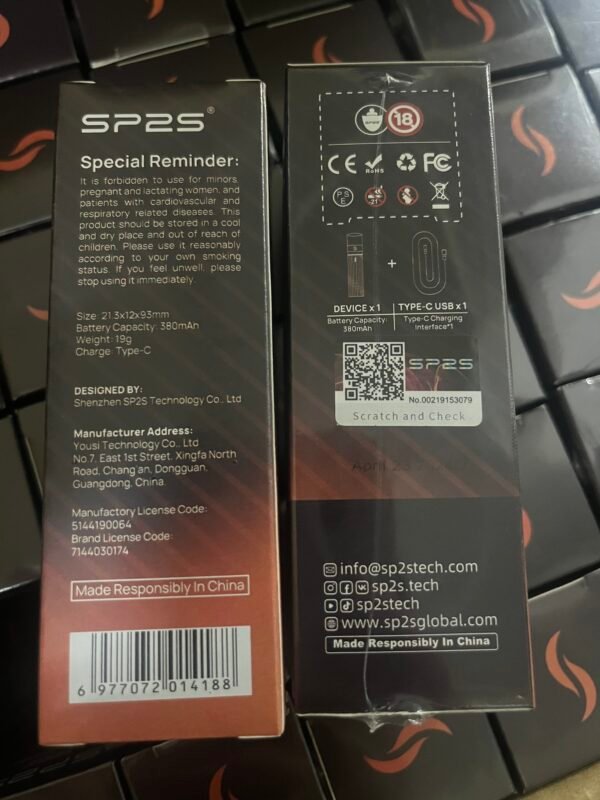 SP2S®
Special Reminder:
It is forbidden to use for minors,
pregnant and lactating women, and
patients with cardiovascular and
respiratory related diseases. This
product should be stored in a cool
and dry place and out of reach of
children. Please use it reasonably
according to your own smoking
status. If you feel unwell, please
stop using it immediately.
Size: 21.3x12x93mm
Battery Capacity: 380mAh
Weight: 19g
Charge: Type-C
DESIGNED BY:
Shenzhen SP2S Technology Co., Ltd
Manufacturer Address:
Yousi Technology Co., Ltd
No.7, East 1st Street, Xingfa North
Road, Chang'an, Dongguan,
Guangdong, China.
Manufactory License Code:
5144190064
Brand License Code:
7144030174
Made Responsibly In China
6 977072 014188
18
CE RoHS FC
PSE 21
+
DEVICE x 1 TYPE-C USB x 1
Battery Capacity: 380mAh Type-C Charging Interface*1
SP2S
No.00219153079
Scratch and Check
April 23
info@sp2stech.com
sp2s.tech
sp2stech
www.sp2sglobal.com
Made Responsibly In China